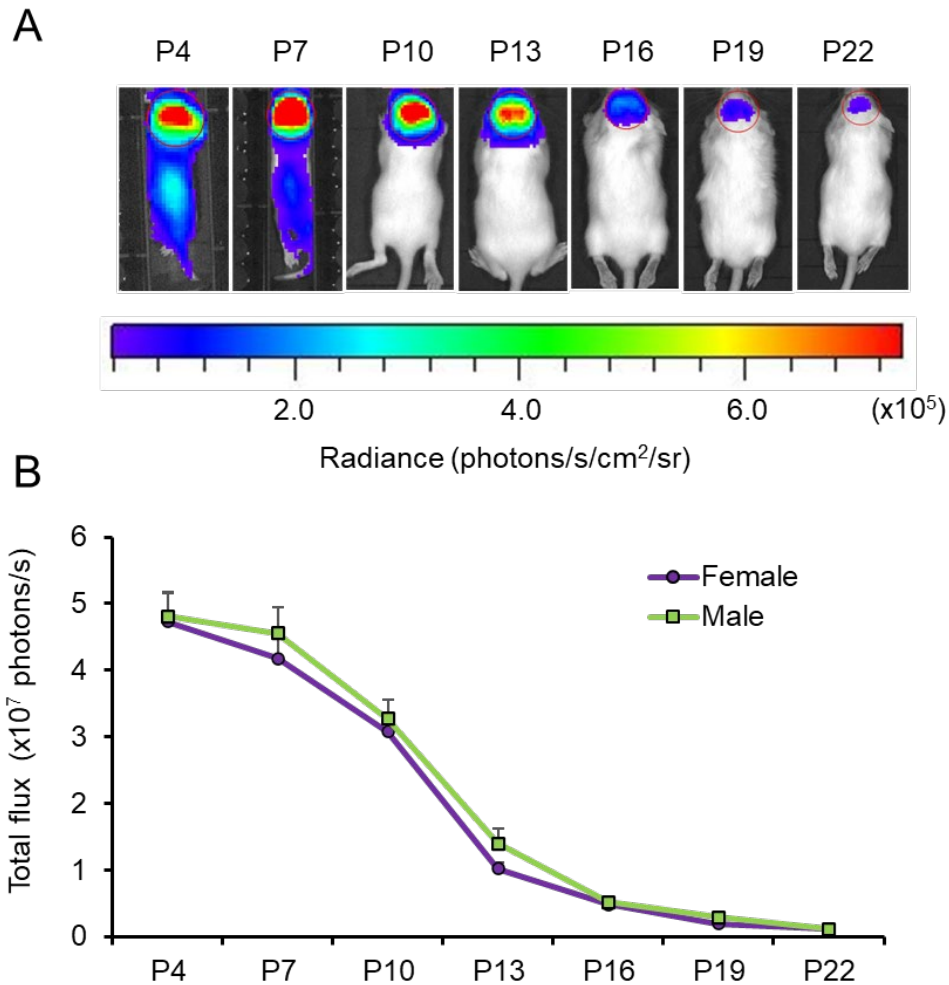 A
P4 P7 P10 P13 P16 P19 P22
2.0 4.0 6.0 (x10⁵)
Radiance (photons/s/cm²/sr)
B
Total flux (x10⁷ photons/s)
6
5
4
3
2
1
0
Female
Male
P4 P7 P10 P13 P16 P19 P22